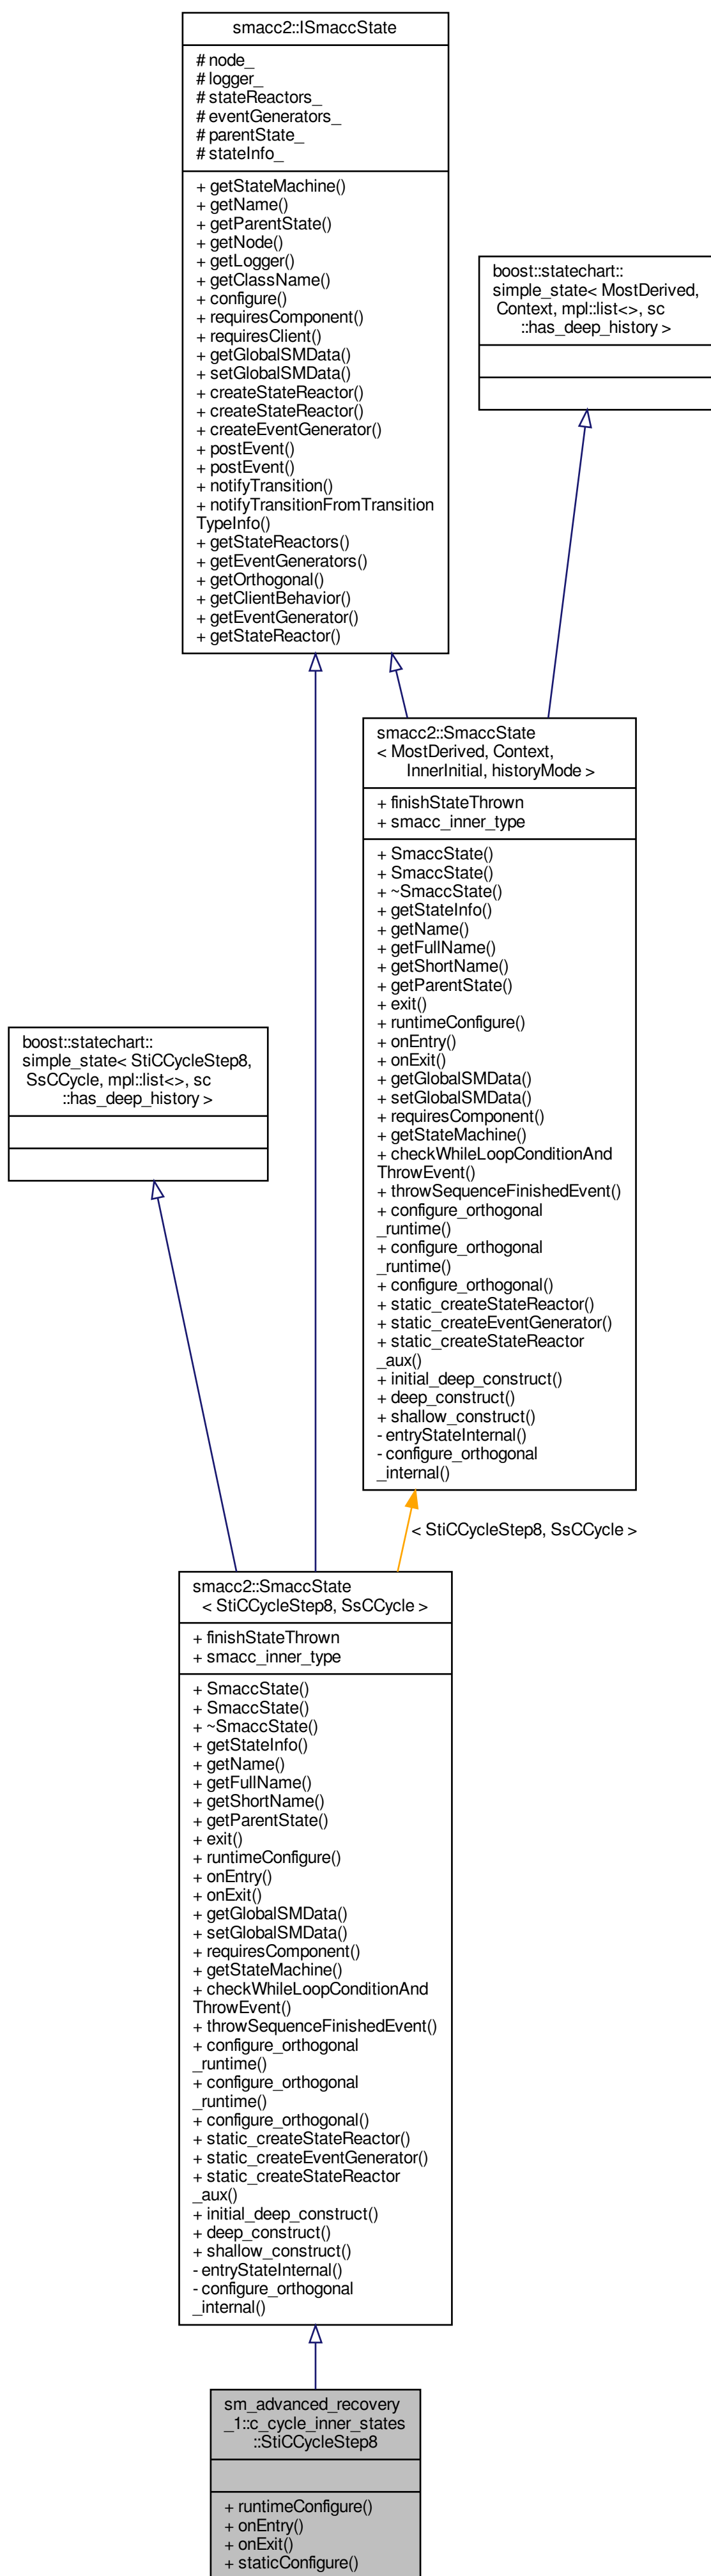 smacc2::ISmaccState
# node_
# logger_
# stateReactors_
# eventGenerators_
# parentState_
# stateInfo_
+ getStateMachine()
+ getName()
+ getParentState()
+ getNode()
+ getLogger()
+ getClassName()
+ configure()
+ requiresComponent()
+ requiresClient()
+ getGlobalSMData()
+ setGlobalSMData()
+ createStateReactor()
+ createStateReactor()
+ createEventGenerator()
+ postEvent()
+ postEvent()
+ notifyTransition()
+ notifyTransitionFromTransition
TypeInfo()
+ getStateReactors()
+ getEventGenerators()
+ getOrthogonal()
+ getClientBehavior()
+ getEventGenerator()
+ getStateReactor()
boost::statechart::
simple_state< MostDerived,
Context, mpl::list<>, sc
::has_deep_history >
smacc2::SmaccState
< MostDerived, Context,
InnerInitial, historyMode >
+ finishStateThrown
+ smacc_inner_type
+ SmaccState()
+ SmaccState()
+ ~SmaccState()
+ getStateInfo()
+ getName()
+ getFullName()
+ getShortName()
+ getParentState()
+ exit()
+ runtimeConfigure()
+ onEntry()
+ onExit()
+ getGlobalSMData()
+ setGlobalSMData()
+ requiresComponent()
+ getStateMachine()
+ checkWhileLoopConditionAnd
ThrowEvent()
+ throwSequenceFinishedEvent()
+ configure_orthogonal
_runtime()
+ configure_orthogonal
_runtime()
+ configure_orthogonal()
+ static_createStateReactor()
+ static_createEventGenerator()
+ static_createStateReactor
_aux()
+ initial_deep_construct()
+ deep_construct()
+ shallow_construct()
- entryStateInternal()
- configure_orthogonal
_internal()
boost::statechart::
simple_state< StiCCycleStep8,
SsCCycle, mpl::list<>, sc
::has_deep_history >
< StiCCycleStep8, SsCCycle >
smacc2::SmaccState
< StiCCycleStep8, SsCCycle >
+ finishStateThrown
+ smacc_inner_type
+ SmaccState()
+ SmaccState()
+ ~SmaccState()
+ getStateInfo()
+ getName()
+ getFullName()
+ getShortName()
+ getParentState()
+ exit()
+ runtimeConfigure()
+ onEntry()
+ onExit()
+ getGlobalSMData()
+ setGlobalSMData()
+ requiresComponent()
+ getStateMachine()
+ checkWhileLoopConditionAnd
ThrowEvent()
+ throwSequenceFinishedEvent()
+ configure_orthogonal
_runtime()
+ configure_orthogonal
_runtime()
+ configure_orthogonal()
+ static_createStateReactor()
+ static_createEventGenerator()
+ static_createStateReactor
_aux()
+ initial_deep_construct()
+ deep_construct()
+ shallow_construct()
- entryStateInternal()
- configure_orthogonal
_internal()
sm_advanced_recovery
_1::c_cycle_inner_states
::StiCCycleStep8
+ runtimeConfigure()
+ onEntry()
+ onExit()
+ staticConfigure()